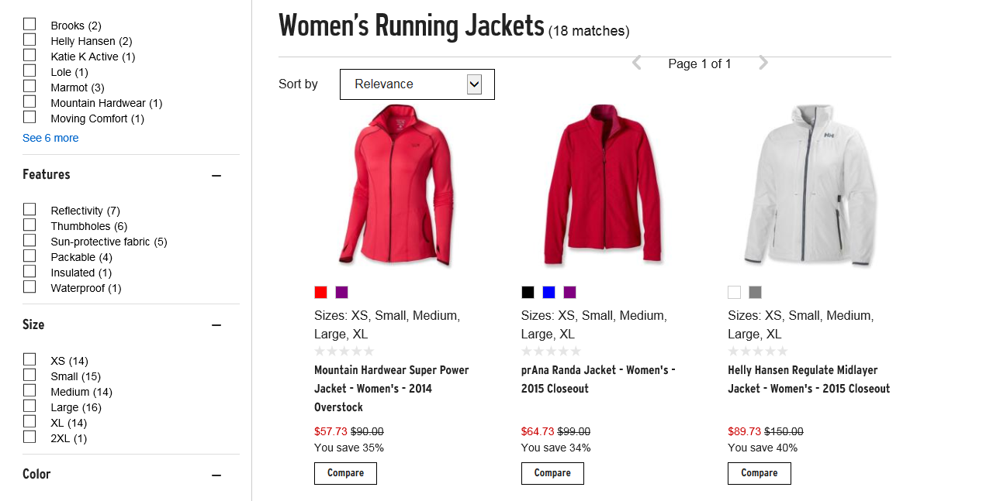 Brooks (2)
Helly Hansen (2)
Katie K Active (1)
Lole (1)
Marmot (3)
Mountain Hardwear (1)
Moving Comfort (1)
See 6 more
Features
Reflectivity (7)
Thumbholes (6)
Sun-protective fabric (5)
Packable (4)
Insulated (1)
Waterproof (1)
Size
XS (14)
Small (15)
Medium (14)
Large (16)
XL (14)
2XL (1)
Color
Women's Running Jackets (18 matches)
Page 1 of 1
Sort by
Relevance
HH
Sizes: XS, Small, Medium,
Large, XL
Mountain Hardwear Super Power
Jacket - Women's - 2014
Overstock
$57.73 $90.00
You save 35%
Compare
Sizes: XS, Small, Medium,
Large, XL
prAna Randa Jacket - Women's -
2015 Closeout
$64.73 $99.00
You save 34%
Compare
Sizes: XS, Small, Medium,
Large, XL
Helly Hansen Regulate Midlayer
Jacket - Women's - 2015 Closeout
$89.73 $150.00
You save 40%
Compare